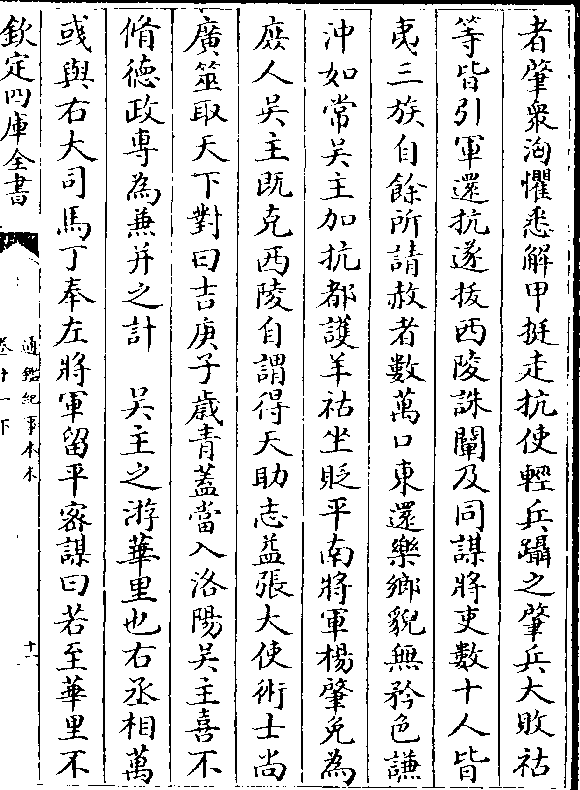 者肇衆洶懼悉解甲挺走抗使輕兵躡之肇兵大敗祜
等皆引軍還抗遂拔西陵誅闡及同謀將吏數十人皆
夷三族自餘所請赦者數萬口東還樂鄉貌無矜色謙
沖如常吳主加抗都護羊祜坐貶平南將軍楊肇免為
庶人吳主既克西陵自謂得天助志益張大使術士尚
廣筮取天下對曰吉庚子歲青蓋當入洛陽吳主喜不
脩德政專為兼并之計　吳主之游華里也右丞相萬
彧與右大司馬丁奉左將軍留平密謀曰若至華里不
欽定四庫全書
通鑑紀事本末
卷十一下